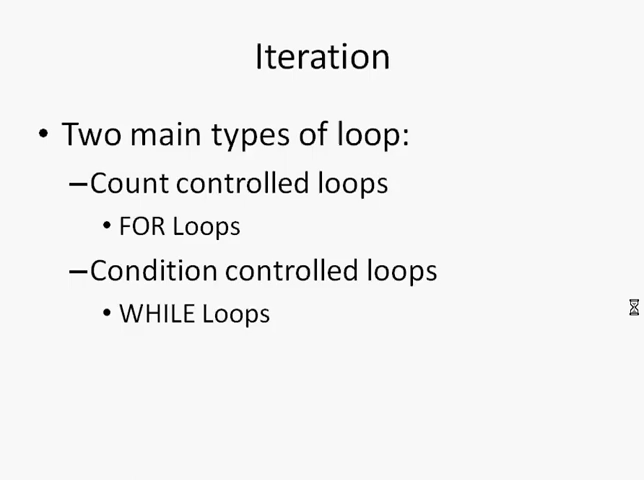 Iteration
• Two main types of loop:
–Count controlled loops
• FOR Loops
–Condition controlled loops
• WHILE Loops